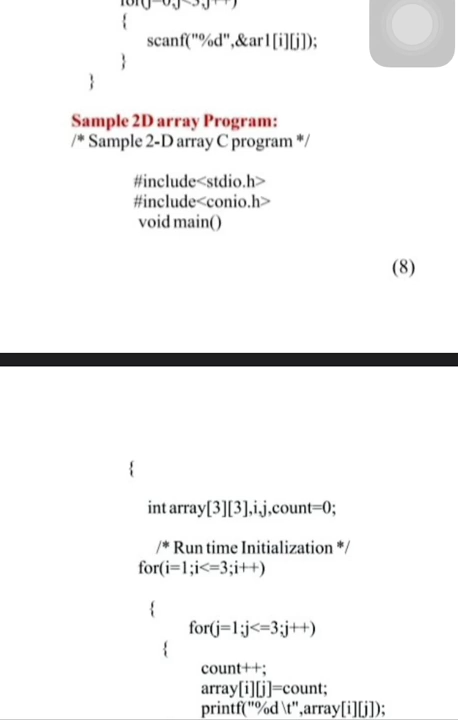 {
scanf("%d",&ar1[i][j]);
}
}
Sample 2D array Program:
/* Sample 2-D array C program */
#include<stdio.h>
#include<conio.h>
void main()
(8)
{
int array[3][3],i,j,count=0;
/* Run time Initialization */
for(i=1;i<=3;i++)
{
for(j=1;j<=3;j++)
{
count++;
array[i][j]=count;
printf("%d \t",array[i][j]);